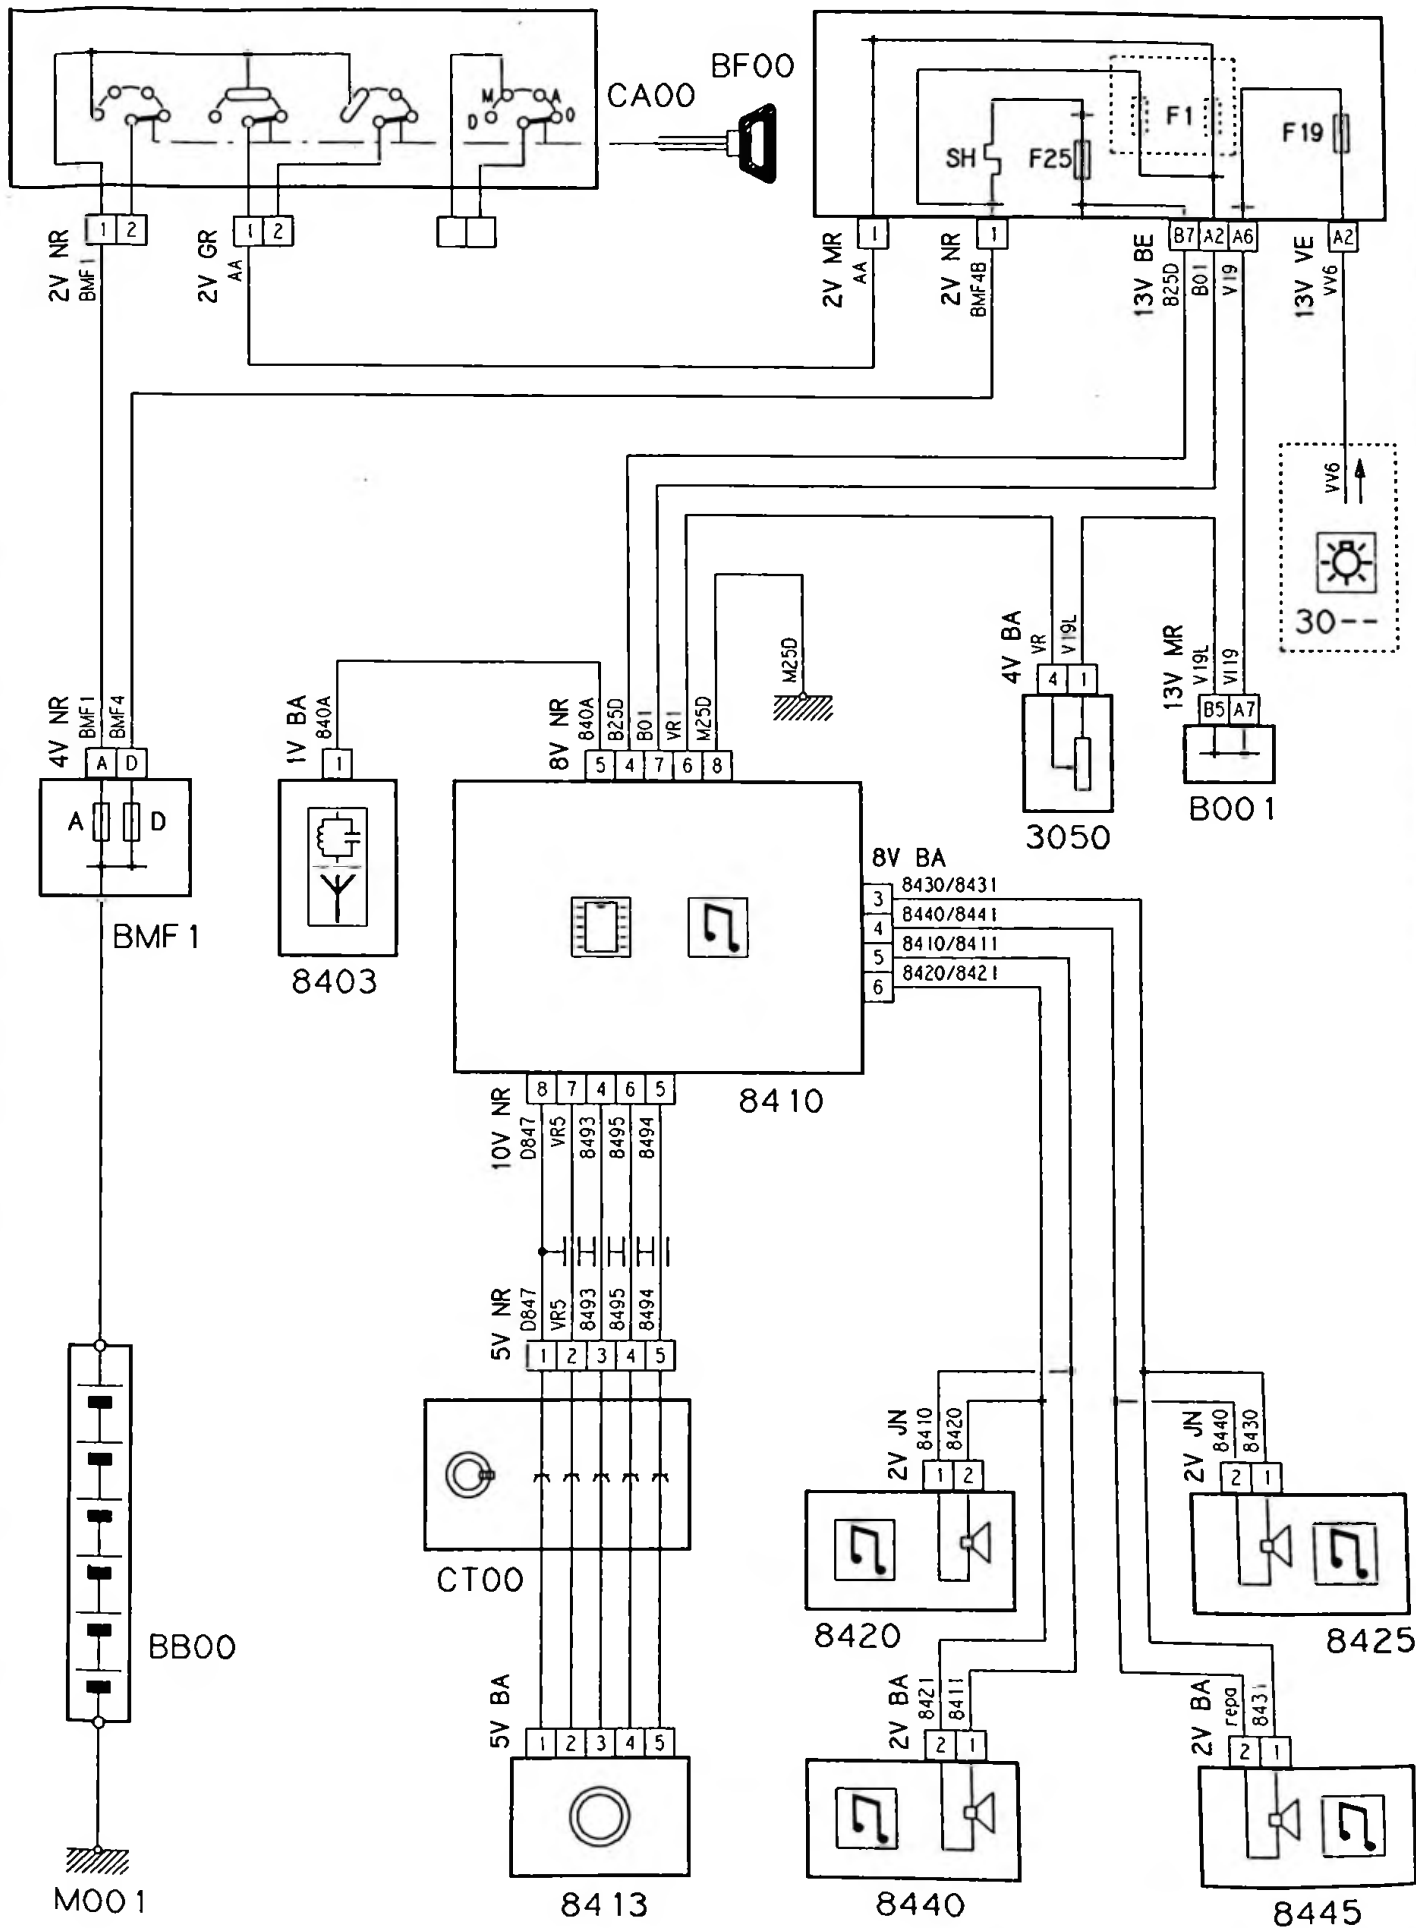 BF00
CA00
M A
D O
F1
F19
SH
F25
1 2
1 2
1
1
B7 A2 A6
A2
2V NR
BMF1
2V GR
AA
2V MR
AA
2V NR
BMF4B
13V BE
B25D
B01
V19
13V VE
VV6
VV6
30--
4V BA
VR
V19L
4 1
3050
13V MR
V19L
V119
B5 A7
B001
M25D
4V NR
BMF1
BMF4
A D
A D
BMF1
1V BA
840A
1
8403
8V NR
840A
B25D
B01
VR1
M25D
5 4 7 6 8
8V BA
3 8430/8431
4 8440/8441
5 8410/8411
6 8420/8421
8410
10V NR
8 7 4 6 5
D847
VR5
8493
8495
8494
5V NR
D847
VR5
8493
8495
8494
1 2 3 4 5
CT00
BB00
M001
5V BA
1 2 3 4 5
8413
2V JN
8410
8420
1 2
8420
2V JN
8440
8430
2 1
8425
2V BA
8421
8411
2 1
8440
2V BA
repa
8431
2 1
8445